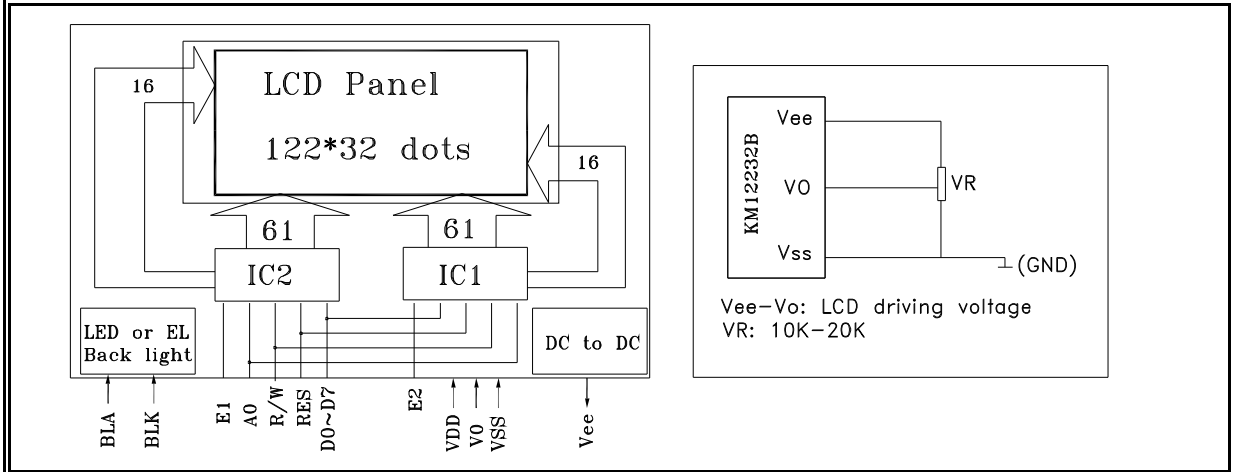 LCD Panel
122*32 dots
16
16
61
61
IC2
IC1
LED or EL
Back light
DC to DC
BLA
BLK
E1
A0
R/W
RES
D0~D7
E2
VDD
V0
VSS
Vee
KM12232B
Vee
VO
Vss
VR
(GND)
Vee-Vo: LCD driving voltage
VR: 10K-20K